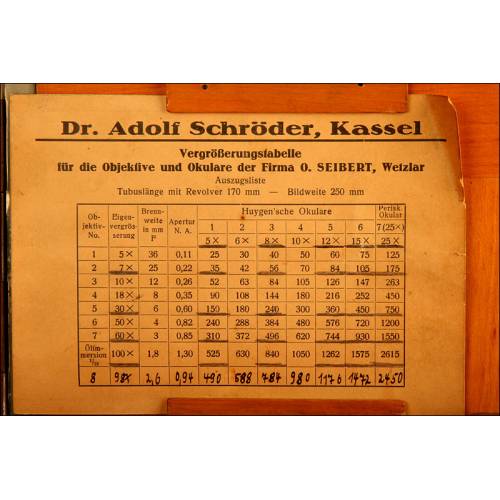 Dr. Adolf Schröder, Kassel
Vergrößerungstabelle
für die Objektive und Okulare der Firma O. SEIBERT, Wetzlar
Auszugsliste
Tubuslänge mit Revolver 170 mm — Bildweite 250 mm
Ob-
jektiv-
No.
Eigen-
vergrös-
serung
Brenn-
weite
in mm
F
Apertur
N. A.
Huygen'sche Okulare
Perisk.
Okular
1 2 3 4 5 6 7 (25×)
5× 6× 8× 10× 12× 15× 25×
1 5× 36 0,11 25 30 40 50 60 75 125
2 7× 25 0,22 35 42 56 70 84 105 175
3 10× 12 0,26 52 63 84 105 126 147 263
4 18× 8 0,35 90 108 144 180 216 252 450
5 30× 6 0,60 150 180 240 300 360 450 750
6 50× 4 0,82 240 288 384 480 576 720 1200
7 60× 3 0,85 310 372 496 620 744 930 1550
Ölim-
mersion
1/12
100× 1,8 1,30 525 630 840 1050 1262 1575 2615
8 98× 2,6 0,94 490 588 784 980 1176 1472 2450